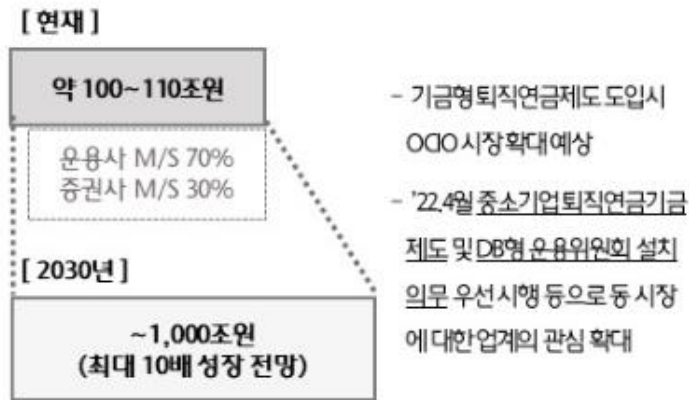 [ 현재 ]
약 100~110조원
운용사 M/S 70%
증권사 M/S 30%
[ 2030년 ]
~1,000조원
(최대 10배 성장 전망)
- 기금형퇴직연금제도 도입시
OCIO 시장 확대예상
- '22.4월 중소기업퇴직연금기금
제도 및 DB형 운용위원회 설치
의무 우선시행 등으로 동 시장
에 대한 업계의 관심 확대